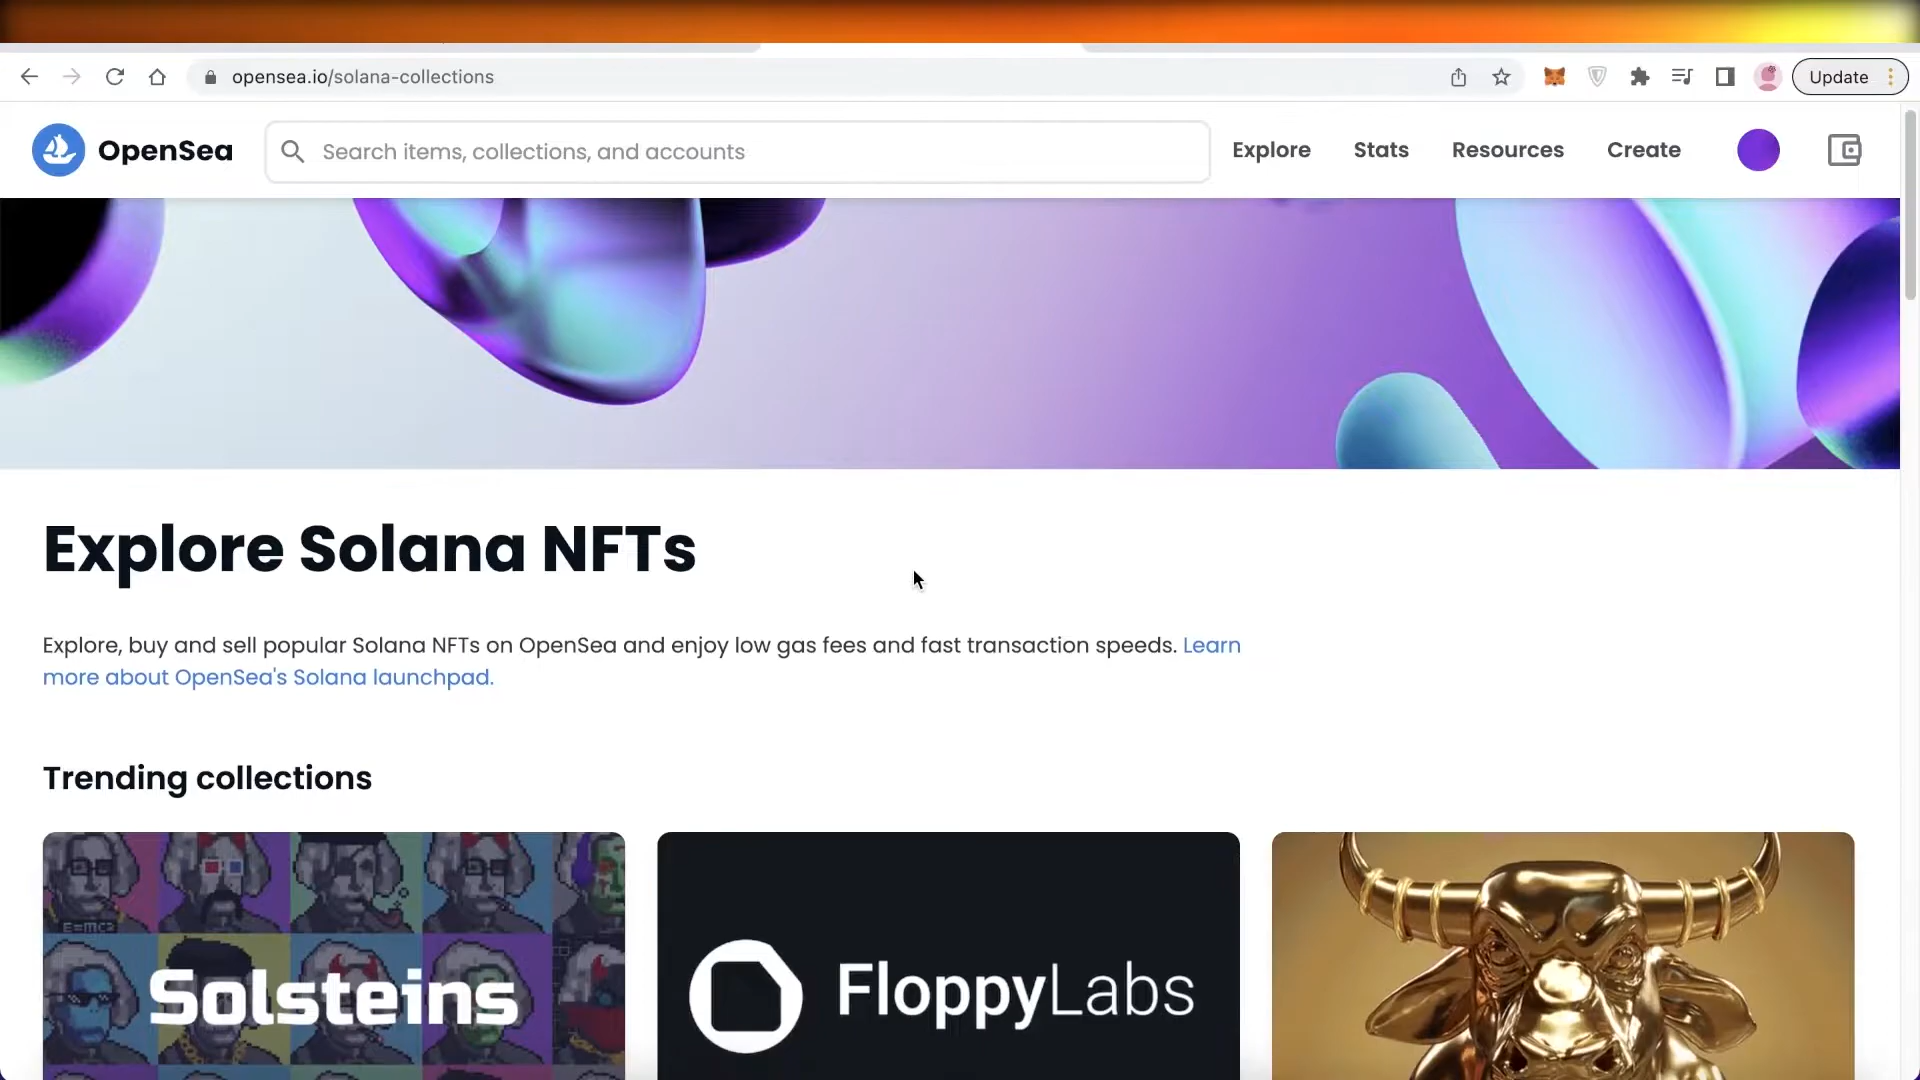 opensea.io/solana-collections
Update
OpenSea
Search items, collections, and accounts
Explore
Stats
Resources
Create
Explore Solana NFTs
Explore, buy and sell popular Solana NFTs on OpenSea and enjoy low gas fees and fast transaction speeds. Learn
more about OpenSea's Solana launchpad.
Trending collections
E=MC2
Solsteins
FloppyLabs